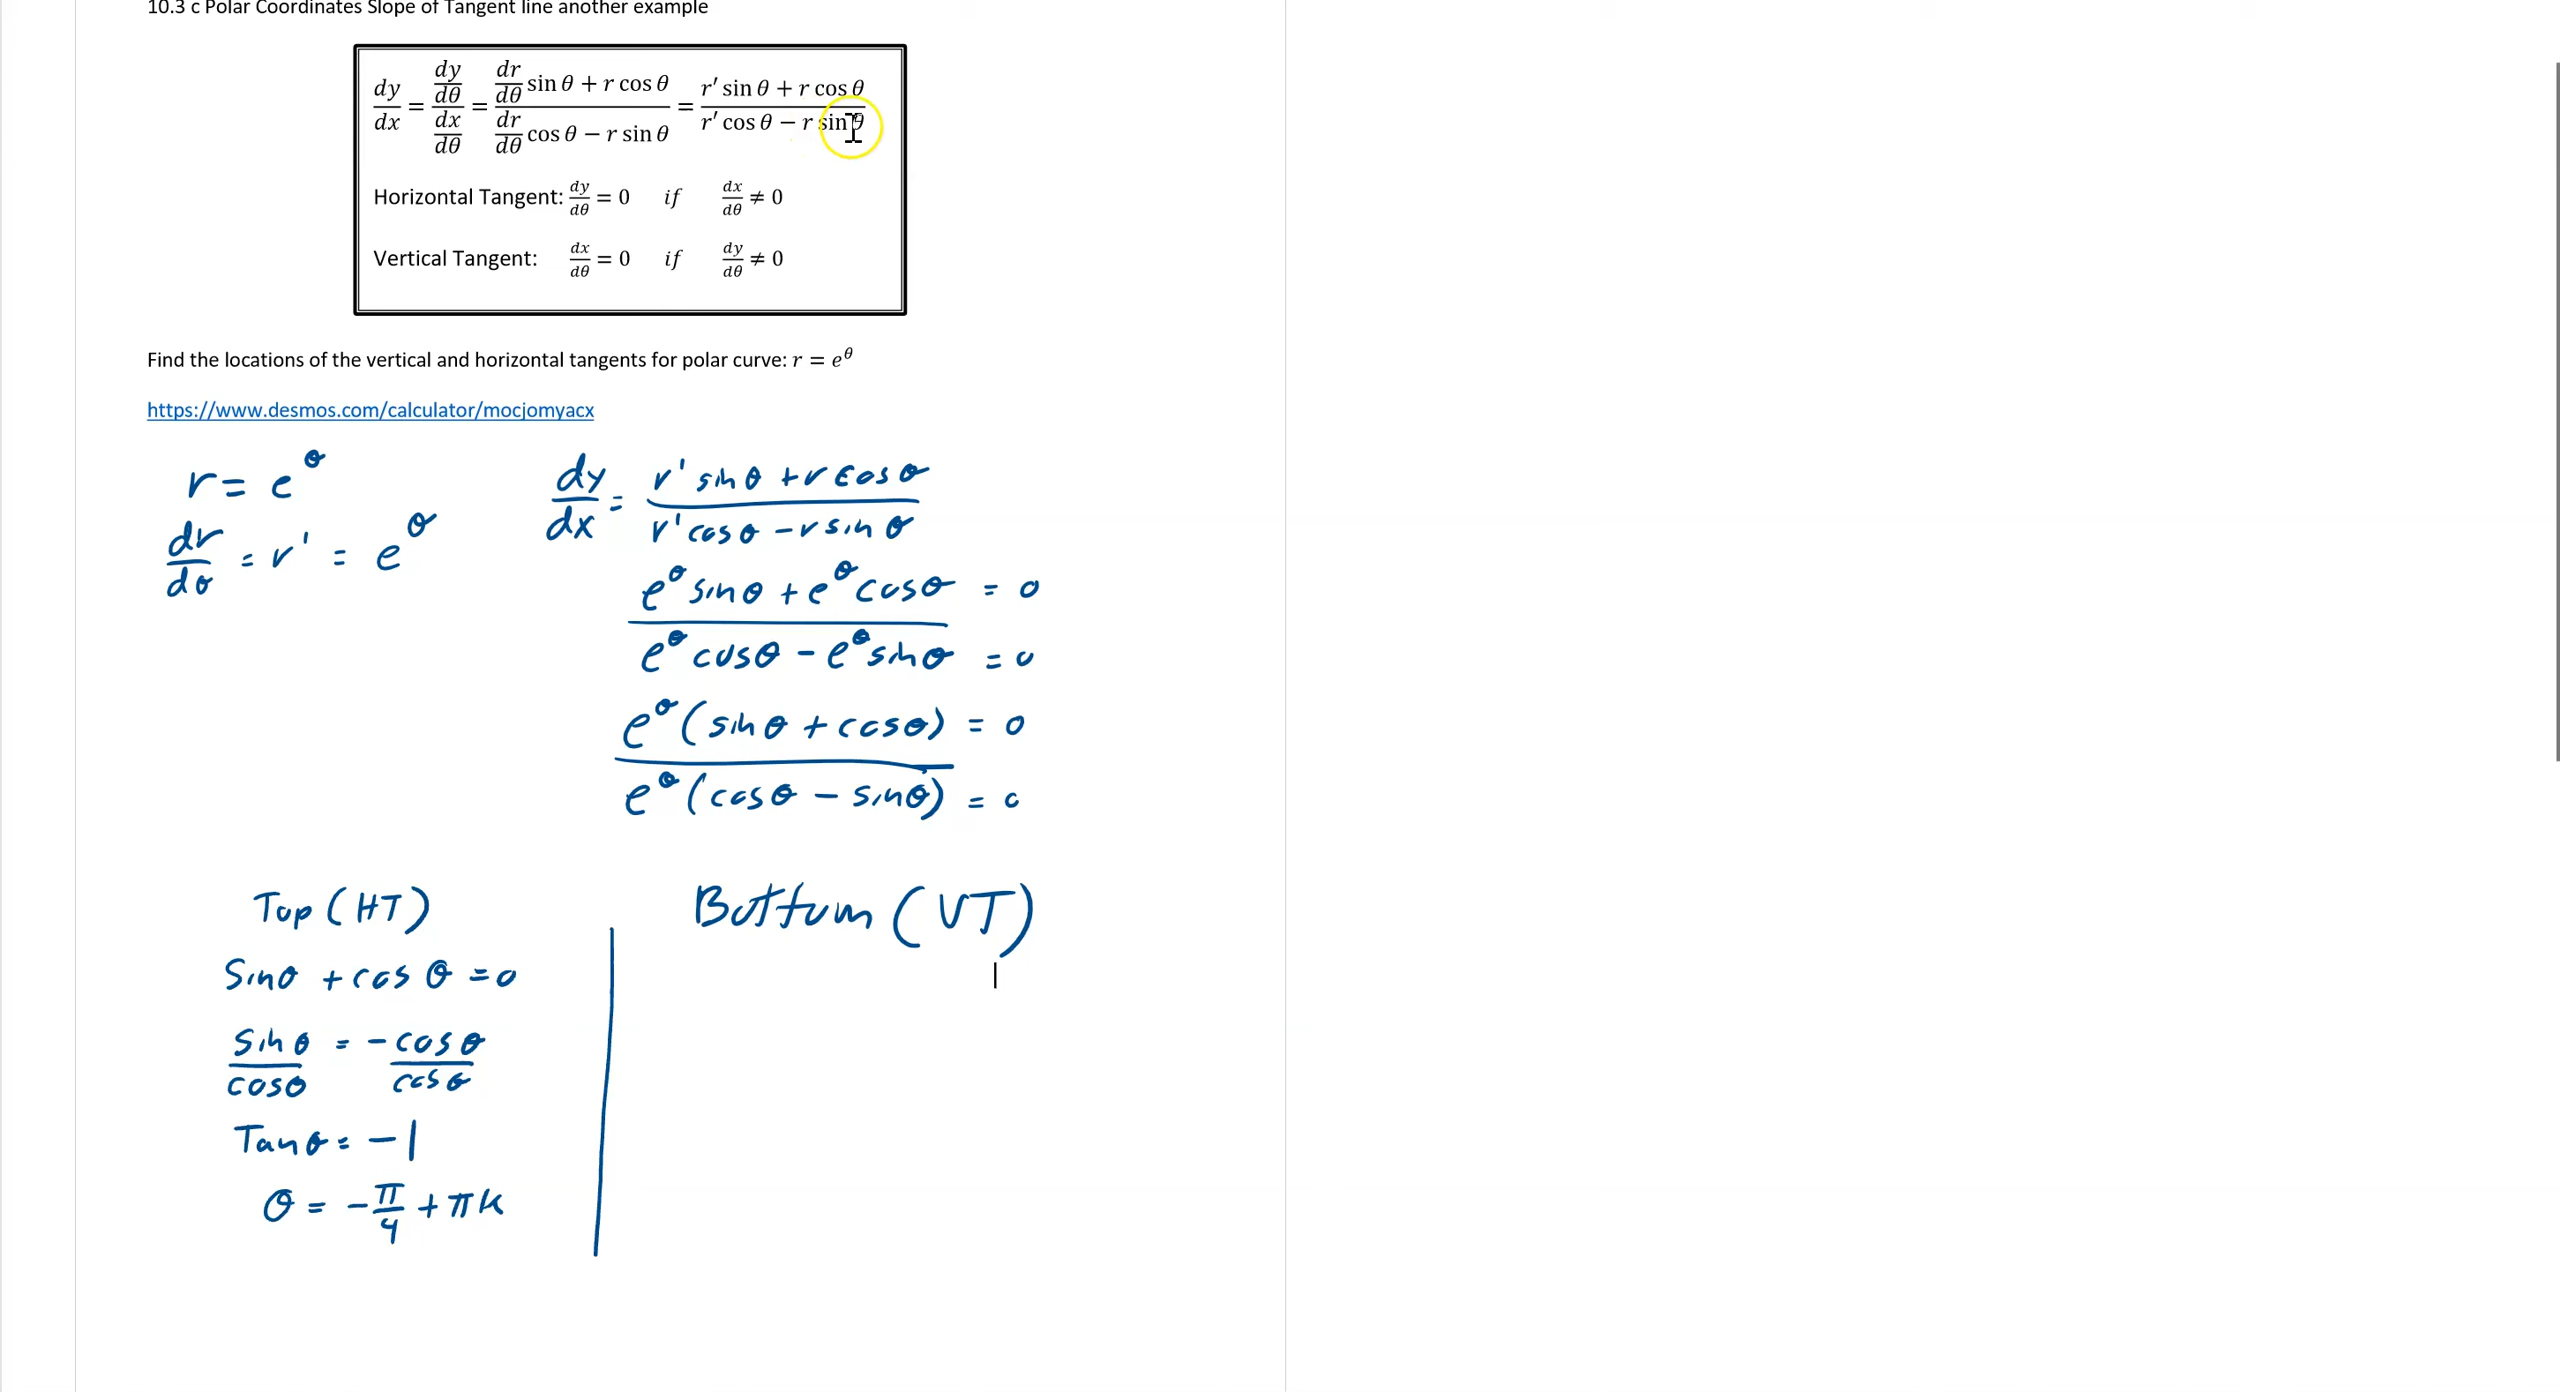 10.3 c Polar Coordinates Slope of Tangent line another example
dy/dx = (dy/dθ)/(dx/dθ) = (dr/dθ sin θ + r cos θ)/(dr/dθ cos θ − r sin θ) = (r′ sin θ + r cos θ)/(r′ cos θ − r sin θ)
Horizontal Tangent: dy/dθ = 0 if dx/dθ ≠ 0
Vertical Tangent: dx/dθ = 0 if dy/dθ ≠ 0
Find the locations of the vertical and horizontal tangents for polar curve: r = e^θ
https://www.desmos.com/calculator/mocjomyacx
r = e^θ
dr/dθ = r' = e^θ
dy/dx = (r' sin θ + r cos θ)/(r' cos θ − r sin θ)
e^θ sin θ + e^θ cos θ = 0
e^θ cos θ − e^θ sin θ = 0
e^θ (sin θ + cos θ) = 0
e^θ (cos θ − sin θ) = 0
Top (HT)
Sin θ + cos θ = 0
sin θ/cos θ = −cos θ/cos θ
Tan θ = −1
θ = −π/4 + πk
Bottom (VT)